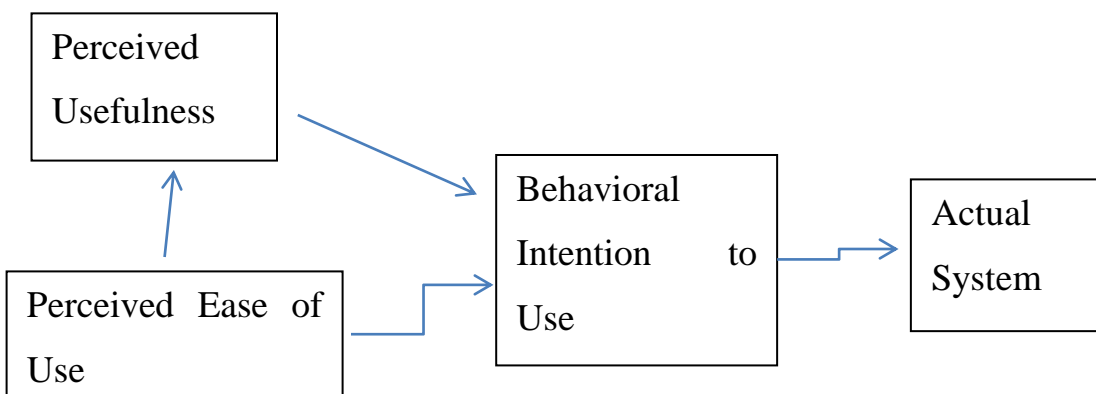 Perceived
Usefulness
Behavioral
Intention to
Use
Actual
System
Perceived Ease of
Use